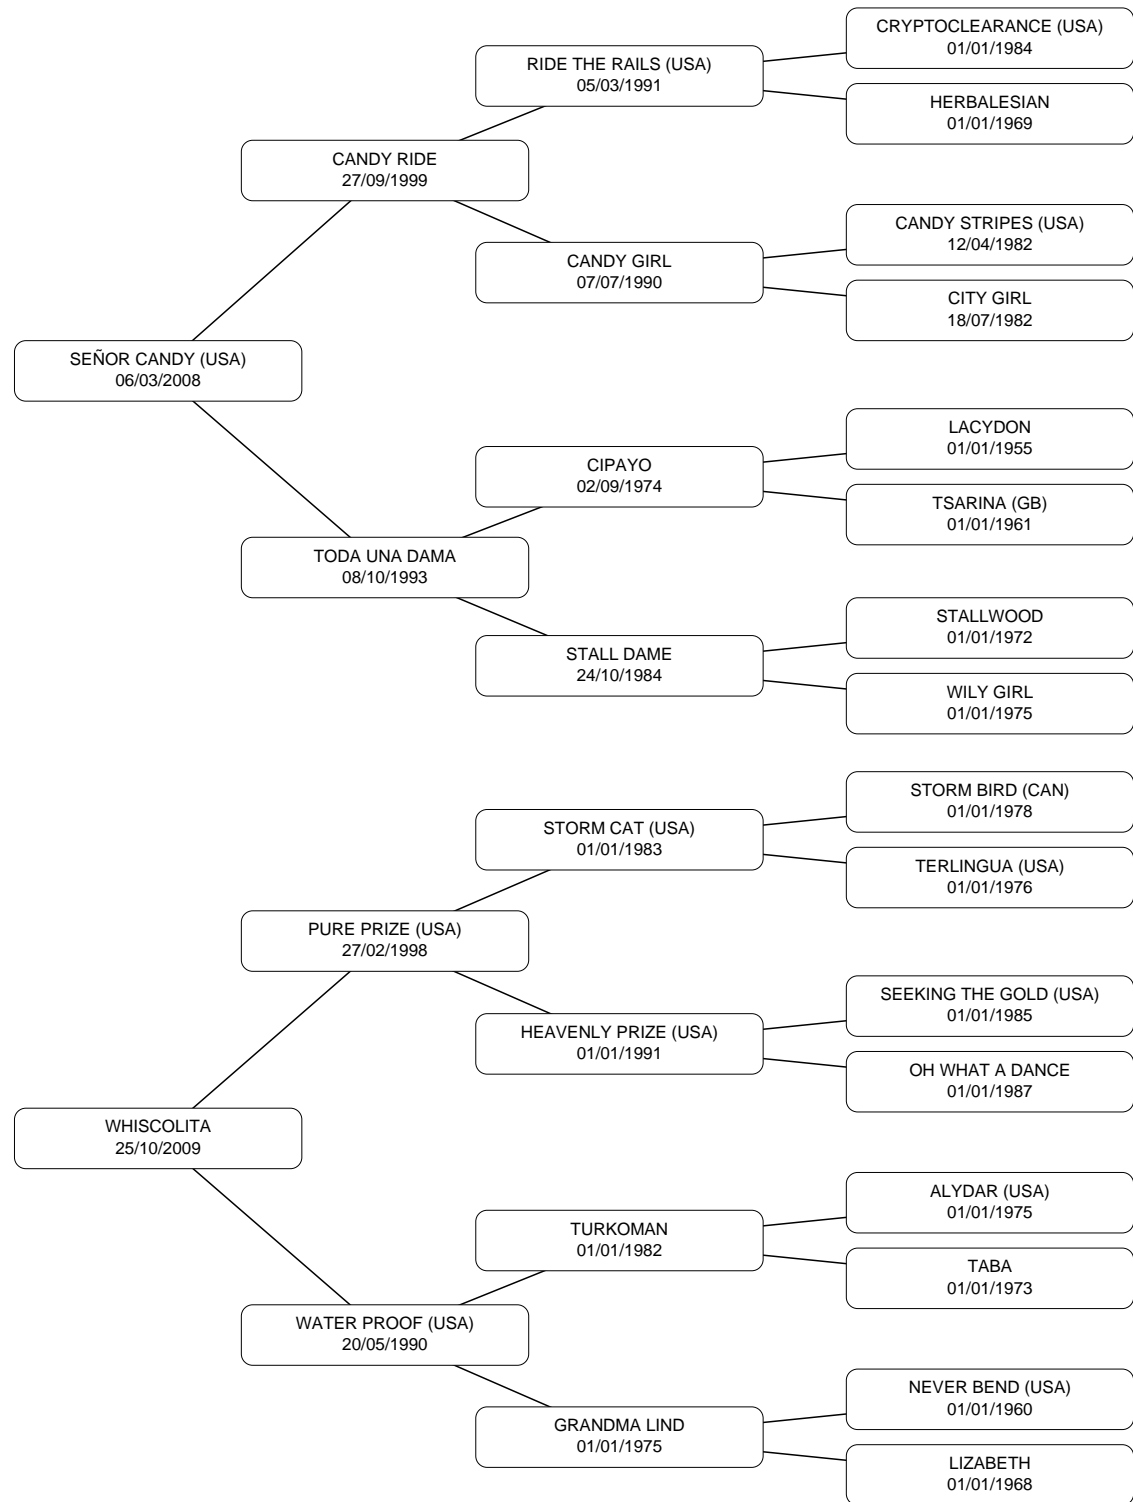 CRYPTOCLEARANCE (USA)
01/01/1984
RIDE THE RAILS (USA)
05/03/1991
HERBALESIAN
01/01/1969
CANDY RIDE
27/09/1999
CANDY STRIPES (USA)
12/04/1982
CANDY GIRL
07/07/1990
CITY GIRL
18/07/1982
SEÑOR CANDY (USA)
06/03/2008
LACYDON
01/01/1955
CIPAYO
02/09/1974
TSARINA (GB)
01/01/1961
TODA UNA DAMA
08/10/1993
STALLWOOD
01/01/1972
STALL DAME
24/10/1984
WILY GIRL
01/01/1975
STORM BIRD (CAN)
01/01/1978
STORM CAT (USA)
01/01/1983
TERLINGUA (USA)
01/01/1976
PURE PRIZE (USA)
27/02/1998
SEEKING THE GOLD (USA)
01/01/1985
HEAVENLY PRIZE (USA)
01/01/1991
OH WHAT A DANCE
01/01/1987
WHISCOLITA
25/10/2009
ALYDAR (USA)
01/01/1975
TURKOMAN
01/01/1982
TABA
01/01/1973
WATER PROOF (USA)
20/05/1990
NEVER BEND (USA)
01/01/1960
GRANDMA LIND
01/01/1975
LIZABETH
01/01/1968